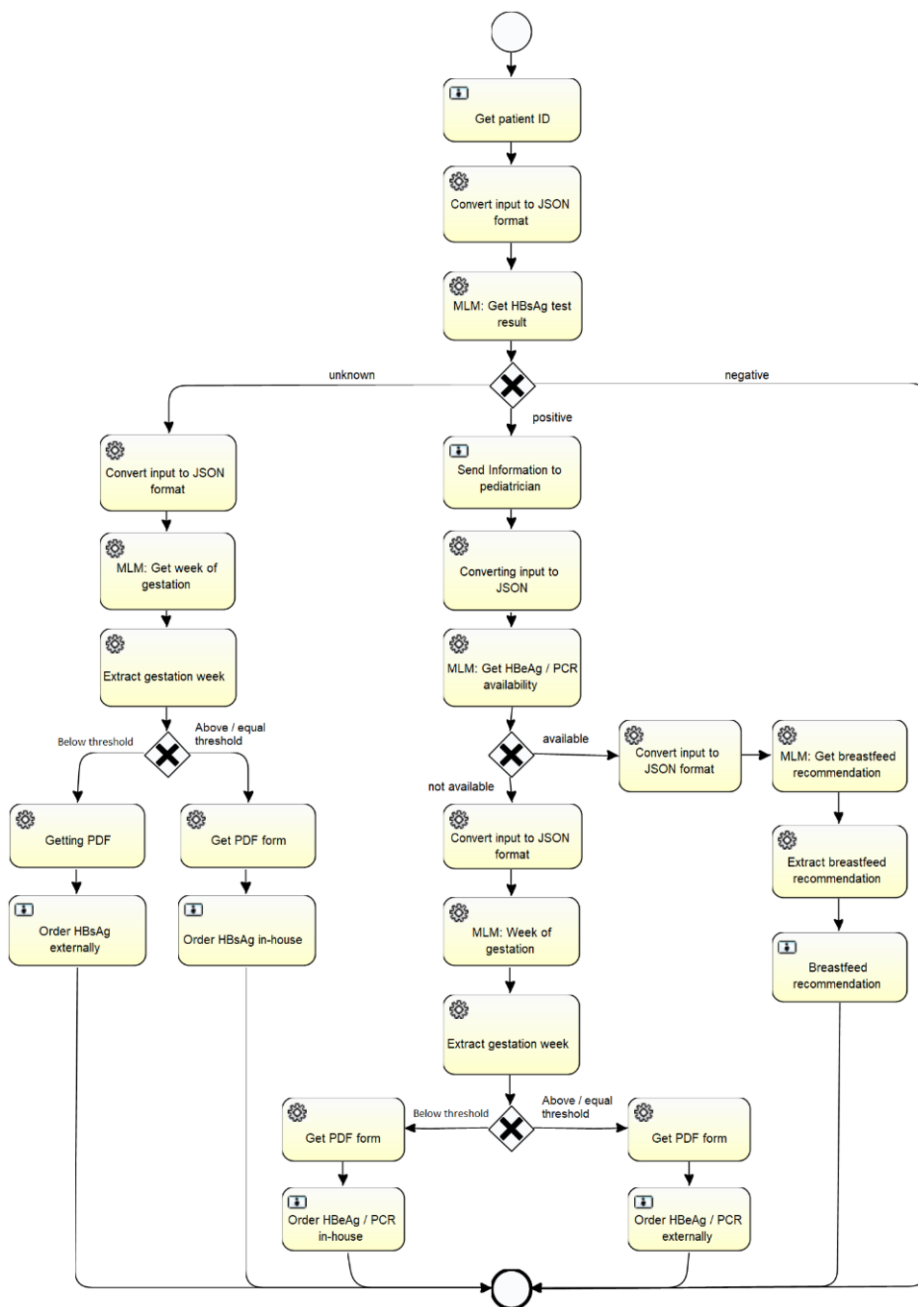 Get patient ID
Convert input to JSON
format
MLM: Get HBsAg test
result
unknown
negative
positive
Convert input to JSON
format
Send Information to
pediatrician
MLM: Get week of
gestation
Converting input to
JSON
Extract gestation week
MLM: Get HBeAg / PCR
availability
Below threshold
Above / equal
threshold
available
not available
Convert input to
JSON format
MLM: Get breastfeed
recommendation
Getting PDF
Get PDF form
Convert input to JSON
format
Extract breastfeed
recommendation
Order HBsAg
externally
Order HBsAg in-house
MLM: Week of
gestation
Breastfeed
recommendation
Extract gestation week
Below threshold
Above / equal
threshold
Get PDF form
Get PDF form
Order HBeAg / PCR
in-house
Order HBeAg / PCR
externally